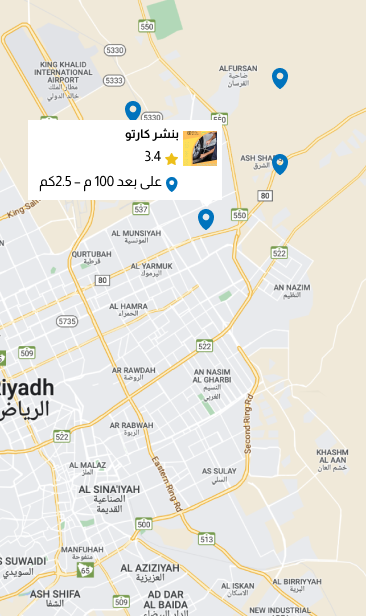 550
5330
KING KHALID
INTERNATIONAL
AIRPORT
مطار الملك
خالد الدولي
5333
ALFURSAN
ضاحية
الفرسان
5330
550
بنشر كارتو
3.4
على بعد 100 م – 2.5كم
ASH SHAR
الشرق
80
King Sal
537
550
AL MUNSIYAH
المونسية
522
QURTUBAH
قرطبة
AL YARMUK
اليرموك
80
AN NAZIM
النظيم
AL HAMRA
الحمراء
5735
522
509
AR RAWDAH
الروضة
AN NASIM
AL GHARBI
النسيم
الغربي
iyadh
الرياض
522
AR RABWAH
الربوة
Second Ring Rd
KHASHM
AL AAN
خشم العان
AL MALAZ
الملز
Eastern Ring Rd
AS SULAY
السلي
AL SINA'IYAH
الصناعية
القديمة
500
513
MANFUHAH
منفوحة
S SUWAIDI
السويدي
65
AL AZIZIYAH
العزيزية
AL ISKAN
الاسكان
AL BIRRIYAH
البرية
ASH SHIFA
الشفا
509
AD DAR
AL BAIDA
الدار البيضاء
NEW INDUSTRIAL